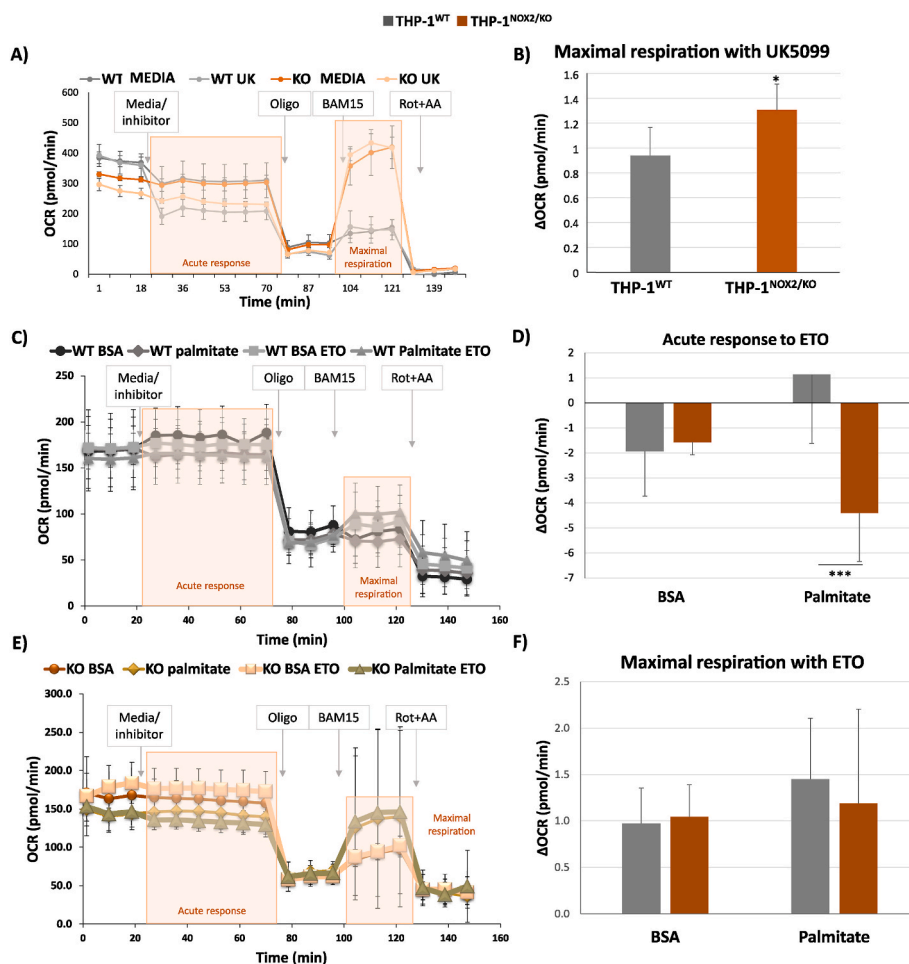 THP-1WT THP-1NOX2/KO
A)
WT MEDIA WT UK KO MEDIA KO UK
600
500
400
300
200
100
0
OCR (pmol/min)
Media/
inhibitor
Oligo
BAM15
Rot+AA
Acute response
Maximal
respiration
1 18 36 53 70 87 104 121 139
Time (min)
B)
Maximal respiration with UK5099
1.6
1.4
1.2
1
0.8
0.6
0.4
0.2
0
ΔOCR (pmol/min)
*
THP-1WT THP-1NOX2/KO
C)
WT BSA WT palmitate WT BSA ETO WT Palmitate ETO
250
200
150
100
50
0
OCR (pmol/min)
Media/
inhibitor
Oligo
BAM15
Rot+AA
Acute response
Maximal
respiration
0 20 40 60 80 100 120 140 160
Time (min)
D)
Acute response to ETO
2
1
0
-1
-2
-3
-4
-5
-6
-7
ΔOCR (pmol/min)
***
BSA Palmitate
E)
KO BSA KO palmitate KO BSA ETO KO Palmitate ETO
300.0
250.0
200.0
150.0
100.0
50.0
0.0
OCR (pmol/min)
Media/
inhibitor
Oligo
BAM15
Rot+AA
Acute response
Maximal
respiration
0 20 40 60 80 100 120 140 160
Time (min)
F)
Maximal respiration with ETO
2.5
2.0
1.5
1.0
0.5
0.0
ΔOCR (pmol/min)
BSA Palmitate